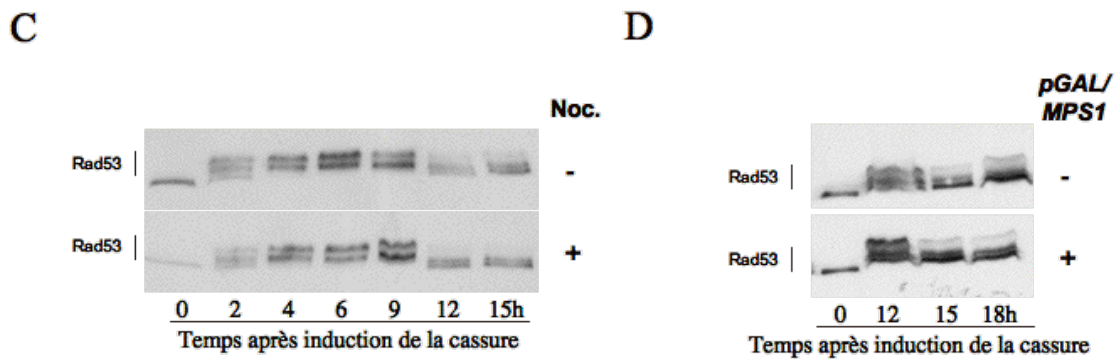 C
Noc.
Rad53
-
Rad53
+
0 2 4 6 9 12 15h
Temps après induction de la cassure
D
pGAL/
MPS1
Rad53
-
Rad53
+
0 12 15 18h
Temps après induction de la cassure